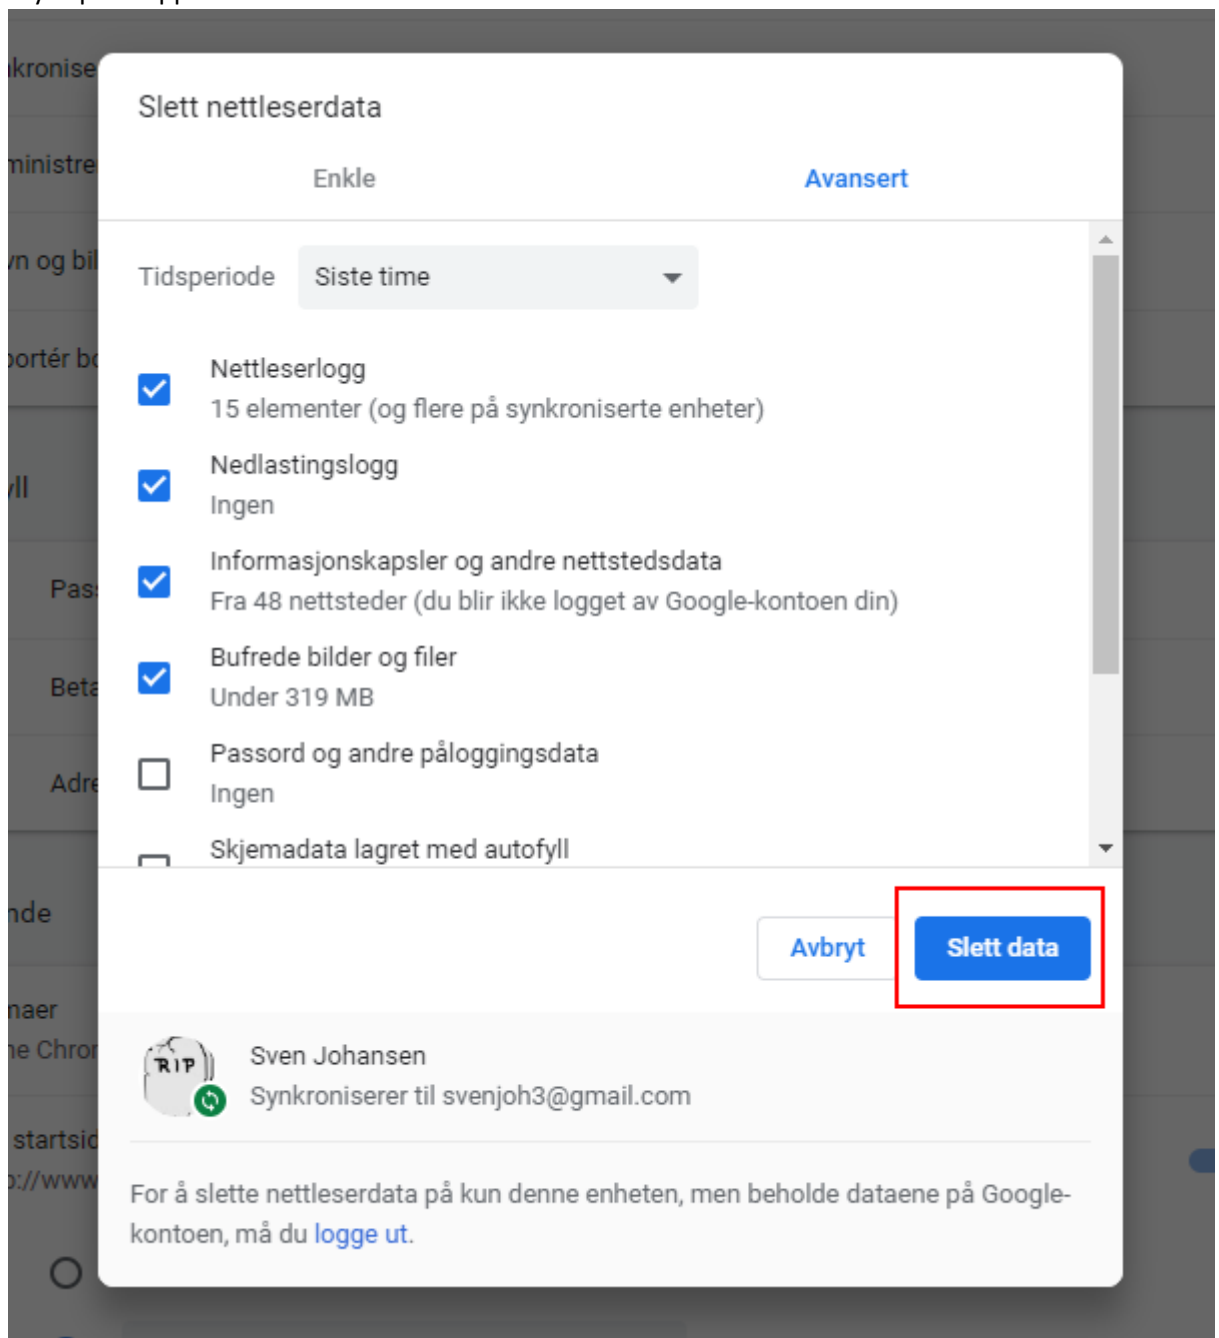 Slett nettleserdata
Enkle
Avansert
Tidsperiode
Siste time
Nettleserlogg
15 elementer (og flere på synkroniserte enheter)
Nedlastingslogg
Ingen
Informasjonskapsler og andre nettstedsdata
Fra 48 nettsteder (du blir ikke logget av Google-kontoen din)
Bufrede bilder og filer
Under 319 MB
Passord og andre påloggingsdata
Ingen
Skjemadata lagret med autofyll
Avbryt
Slett data
RIP
Sven Johansen
Synkroniserer til svenjoh3@gmail.com
For å slette nettleserdata på kun denne enheten, men beholde dataene på Google-
kontoen, må du logge ut.